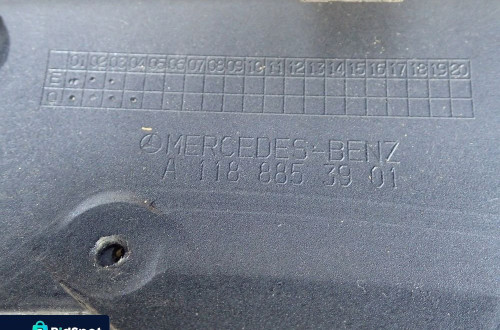 01 02 03 04 05 06 07 08 09 10 11 12 13 14 15 16 17 18 19 20
E
Q
MERCEDES-BENZ
A 118 885 39 01
BidSpot